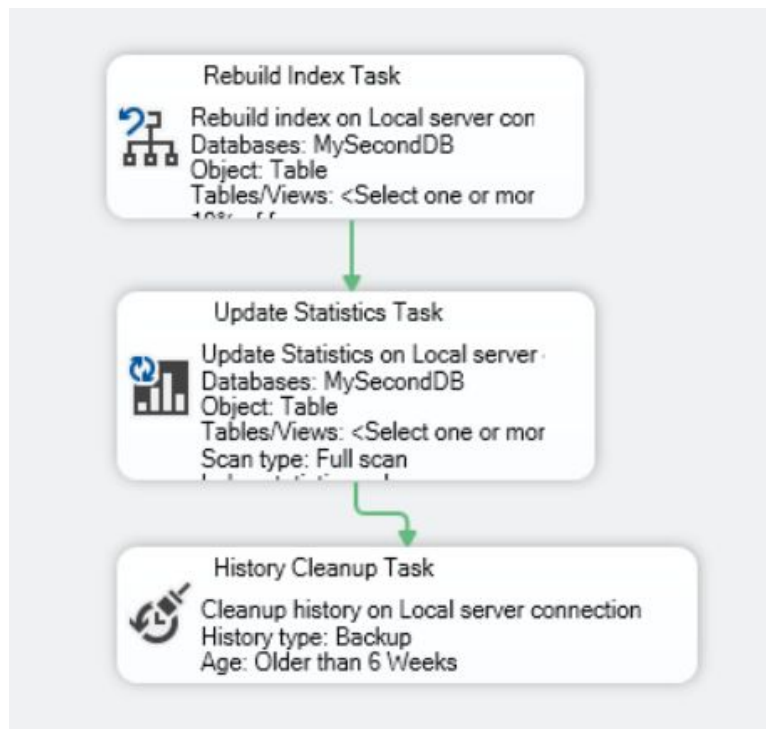 Rebuild Index Task
Rebuild index on Local server con
Databases: MySecondDB
Object: Table
Tables/Views: <Select one or mor
Update Statistics Task
Update Statistics on Local server
Databases: MySecondDB
Object: Table
Tables/Views: <Select one or mor
Scan type: Full scan
History Cleanup Task
Cleanup history on Local server connection
History type: Backup
Age: Older than 6 Weeks